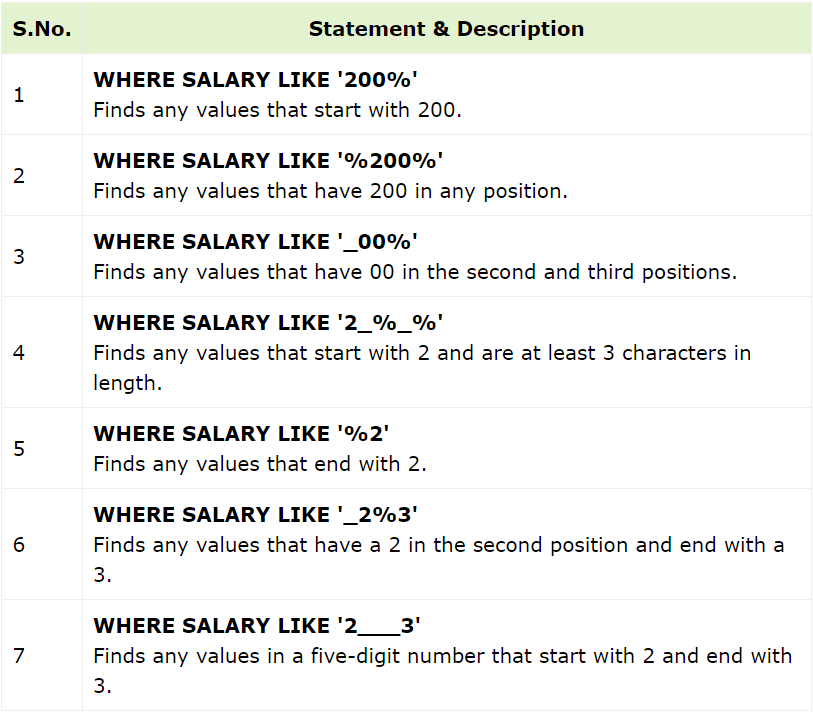 S.No. Statement & Description
1
WHERE SALARY LIKE '200%'
Finds any values that start with 200.
2
WHERE SALARY LIKE '%200%'
Finds any values that have 200 in any position.
3
WHERE SALARY LIKE '_00%'
Finds any values that have 00 in the second and third positions.
4
WHERE SALARY LIKE '2_%_%'
Finds any values that start with 2 and are at least 3 characters in
length.
5
WHERE SALARY LIKE '%2'
Finds any values that end with 2.
6
WHERE SALARY LIKE '_2%3'
Finds any values that have a 2 in the second position and end with a
3.
7
WHERE SALARY LIKE '2___3'
Finds any values in a five-digit number that start with 2 and end with
3.